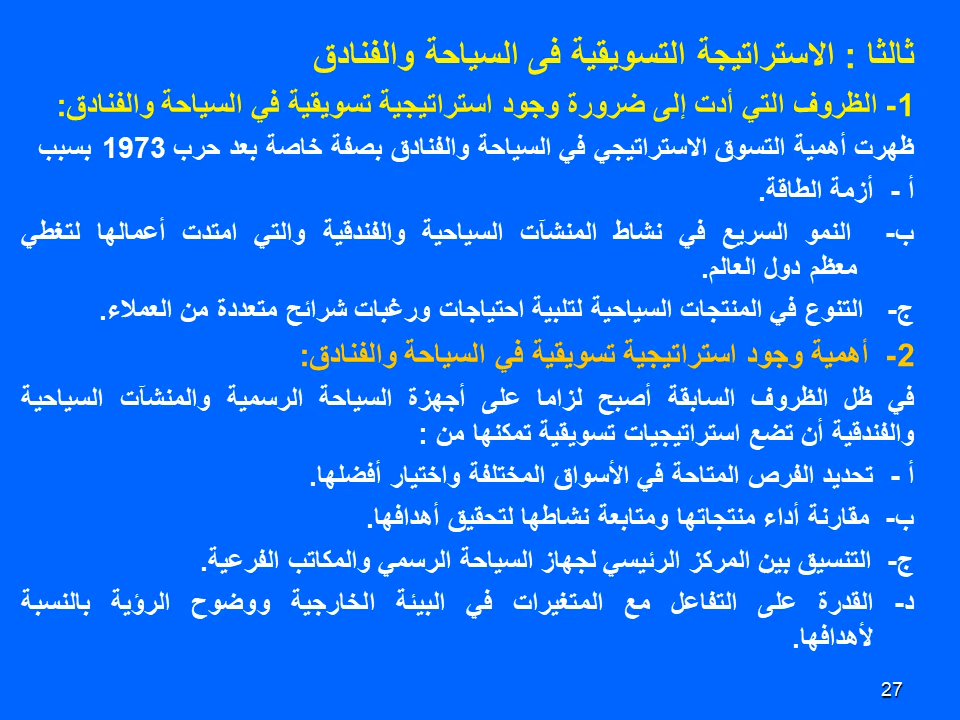 ثالثا : الاستراتيجة التسويقية فى السياحة والفنادق
1- الظروف التي أدت إلى ضرورة وجود استراتيجية تسويقية في السياحة والفنادق:
ظهرت أهمية التسوق الاستراتيجي في السياحة والفنادق بصفة خاصة بعد حرب 1973 بسبب
أ - أزمة الطاقة.
ب- النمو السريع في نشاط المنشآت السياحية والفندقية والتي امتدت أعمالها لتغطي
معظم دول العالم.
ج- التنوع في المنتجات السياحية لتلبية احتياجات ورغبات شرائح متعددة من العملاء.
2- أهمية وجود استراتيجية تسويقية في السياحة والفنادق:
في ظل الظروف السابقة أصبح لزاما على أجهزة السياحة الرسمية والمنشآت السياحية
والفندقية أن تضع استراتيجيات تسويقية تمكنها من :
أ - تحديد الفرص المتاحة في الأسواق المختلفة واختيار أفضلها.
ب- مقارنة أداء منتجاتها ومتابعة نشاطها لتحقيق أهدافها.
ج- التنسيق بين المركز الرئيسي لجهاز السياحة الرسمي والمكاتب الفرعية.
د- القدرة على التفاعل مع المتغيرات في البيئة الخارجية ووضوح الرؤية بالنسبة
لأهدافها.
27